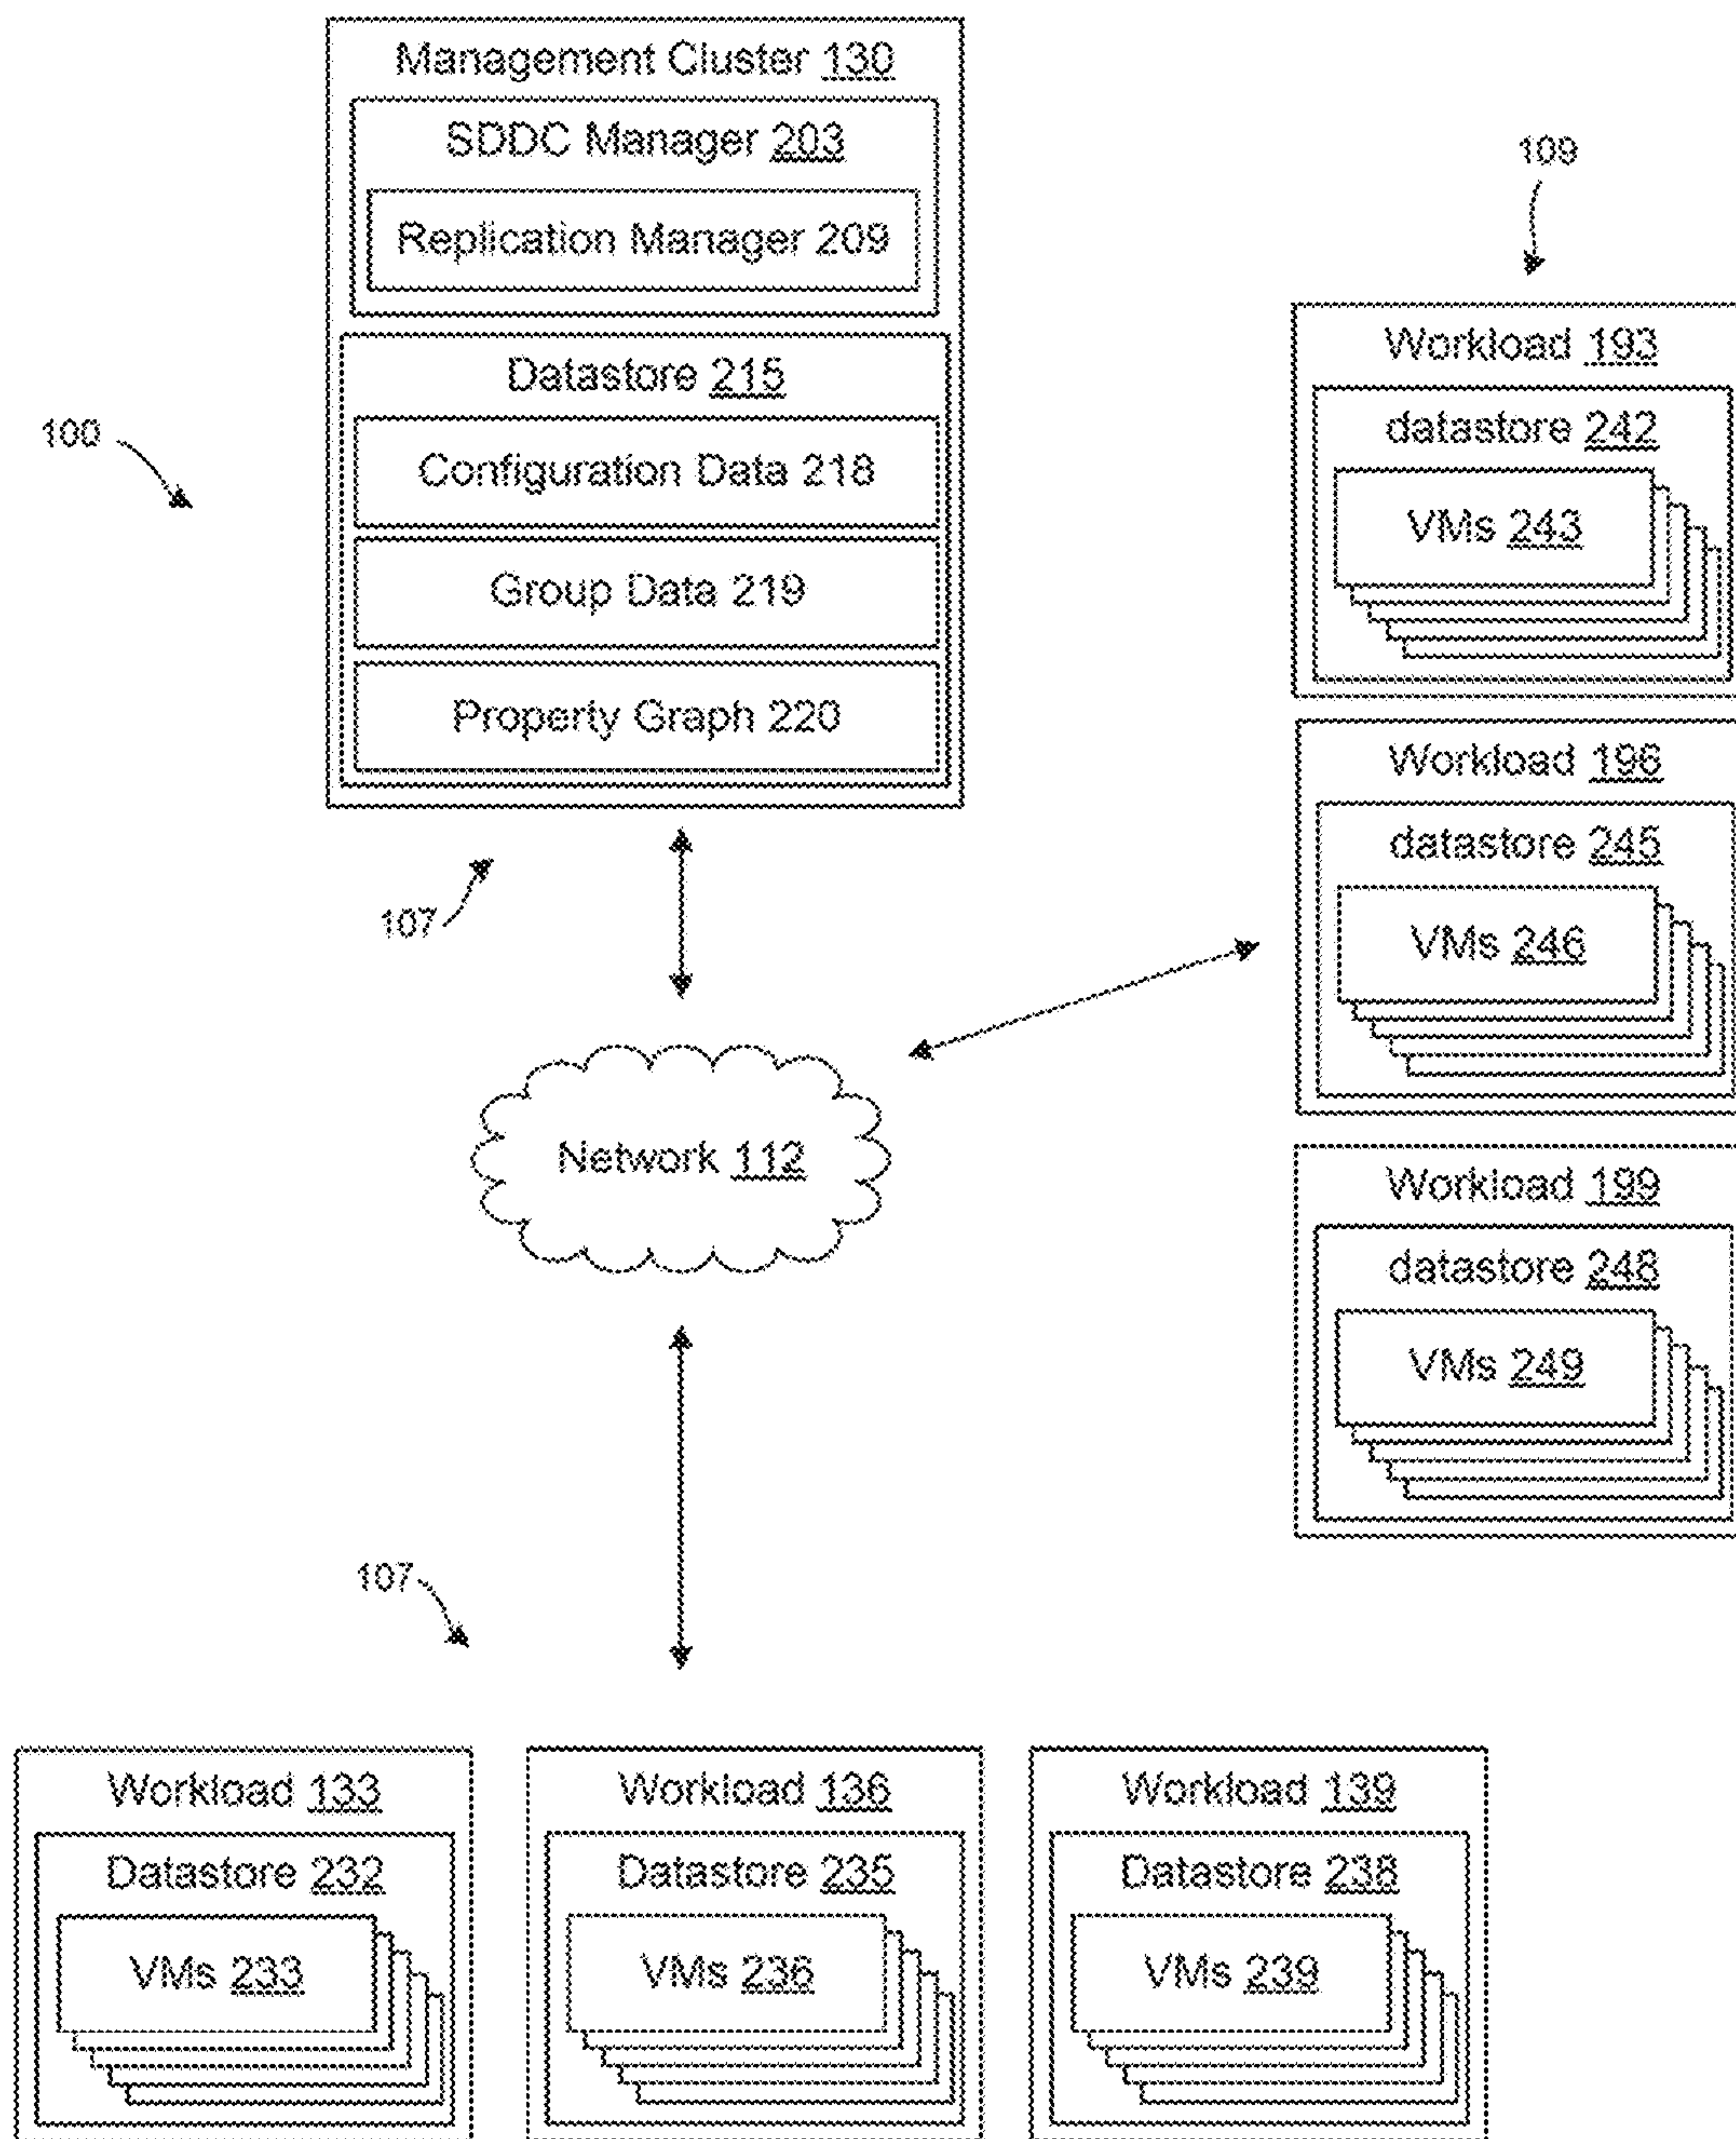 Management Cluster 130
SDDC Manager 203
Replication Manager 209
Datastore 215
Configuration Data 218
Group Data 219
Property Graph 220
100
107
109
Workload 193
datastore 242
VMs 243
Workload 196
datastore 245
VMs 246
Workload 199
datastore 248
VMs 249
Network 112
107
Workload 133
Datastore 232
VMs 233
Workload 136
Datastore 235
VMs 236
Workload 139
Datastore 238
VMs 239